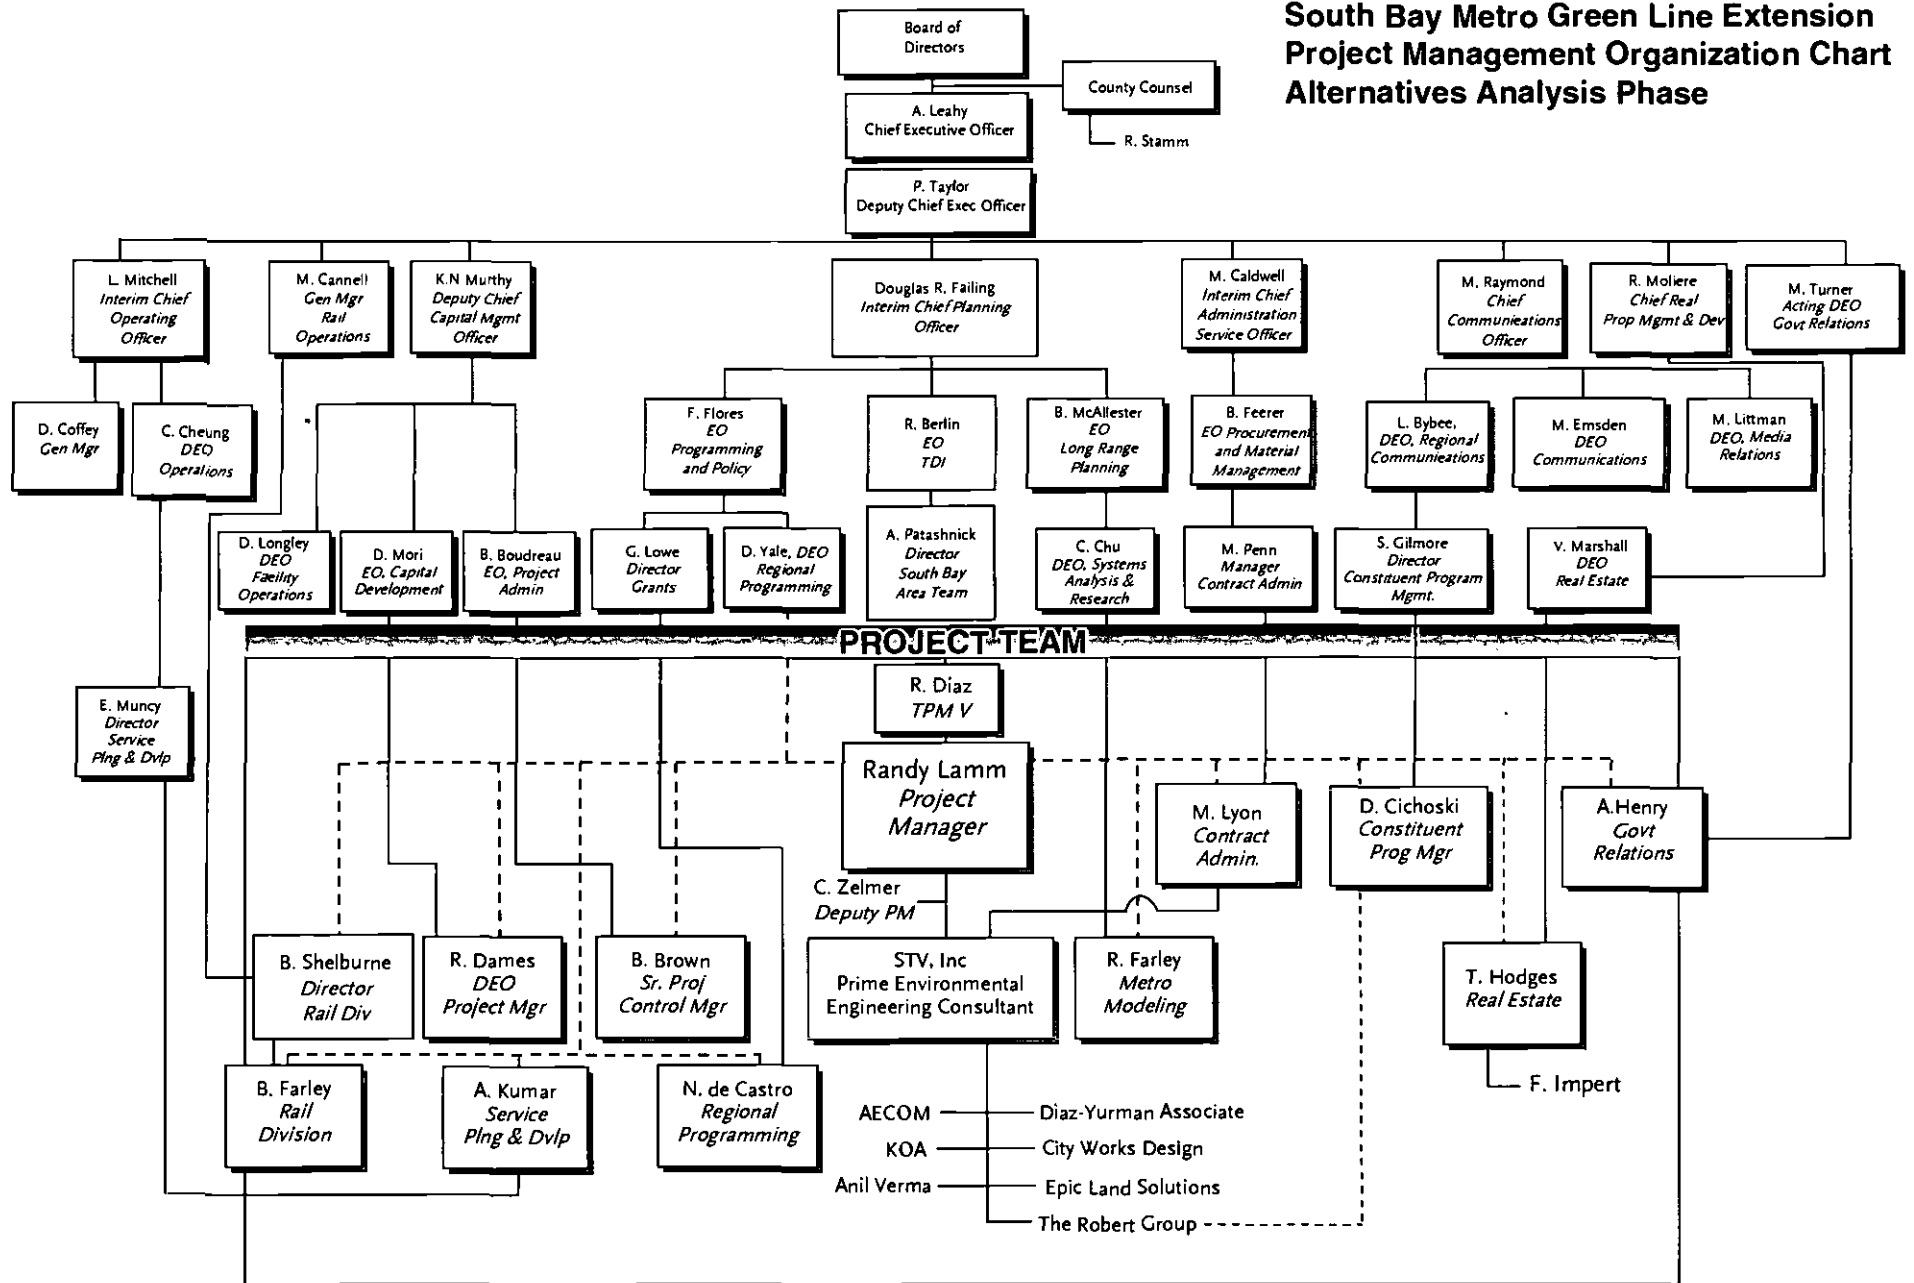 South Bay Metro Green Line Extension
Project Management Organization Chart
Alternatives Analysis Phase
Board of
Directors
County Counsel
R. Stamm
A. Leahy
Chief Executive Officer
P. Taylor
Deputy Chief Exec Officer
L. Mitchell
Interim Chief
Operating
Officer
M. Cannell
Gen Mgr
Rail
Operations
K.N Murthy
Deputy Chief
Capital Mgmt
Officer
Douglas R. Failing
Interim Chief Planning
Officer
M. Caldwell
Interim Chief
Administration
Service Officer
M. Raymond
Chief
Communications
Officer
R. Moliere
Chief Real
Prop Mgmt & Dev
M. Turner
Acting DEO
Govt Relations
D. Coffey
Gen Mgr
C. Cheung
DEO
Operations
F. Flores
EO
Programming
and Policy
R. Berlin
EO
TDI
B. McAllester
EO
Long Range
Planning
B. Feerer
EO Procurement
and Material
Management
L. Bybee,
DEO, Regional
Communications
M. Emsden
DEO
Communications
M. Littman
DEO, Media
Relations
D. Longley
DEO
Facility
Operations
D. Mori
EO, Capital
Development
B. Boudreau
EO, Project
Admin
G. Lowe
Director
Grants
D. Yale, DEO
Regional
Programming
A. Patashnick
Director
South Bay
Area Team
C. Chu
DEO, Systems
Analysis &
Research
M. Penn
Manager
Contract Admin
S. Gilmore
Director
Constituent Program
Mgmt.
V. Marshall
DEO
Real Estate
PROJECT TEAM
E. Muncy
Director
Service
Plng & Dvlp
R. Diaz
TPM V
Randy Lamm
Project
Manager
M. Lyon
Contract
Admin.
D. Cichoski
Constituent
Prog Mgr
A.Henry
Govt
Relations
C. Zelmer
Deputy PM
B. Shelburne
Director
Rail Div
R. Dames
DEO
Project Mgr
B. Brown
Sr. Proj
Control Mgr
STV, Inc
Prime Environmental
Engineering Consultant
R. Farley
Metro
Modeling
T. Hodges
Real Estate
F. Impert
B. Farley
Rail
Division
A. Kumar
Service
Plng & Dvlp
N. de Castro
Regional
Programming
AECOM
Diaz-Yurman Associate
KOA
City Works Design
Anil Verma
Epic Land Solutions
The Robert Group